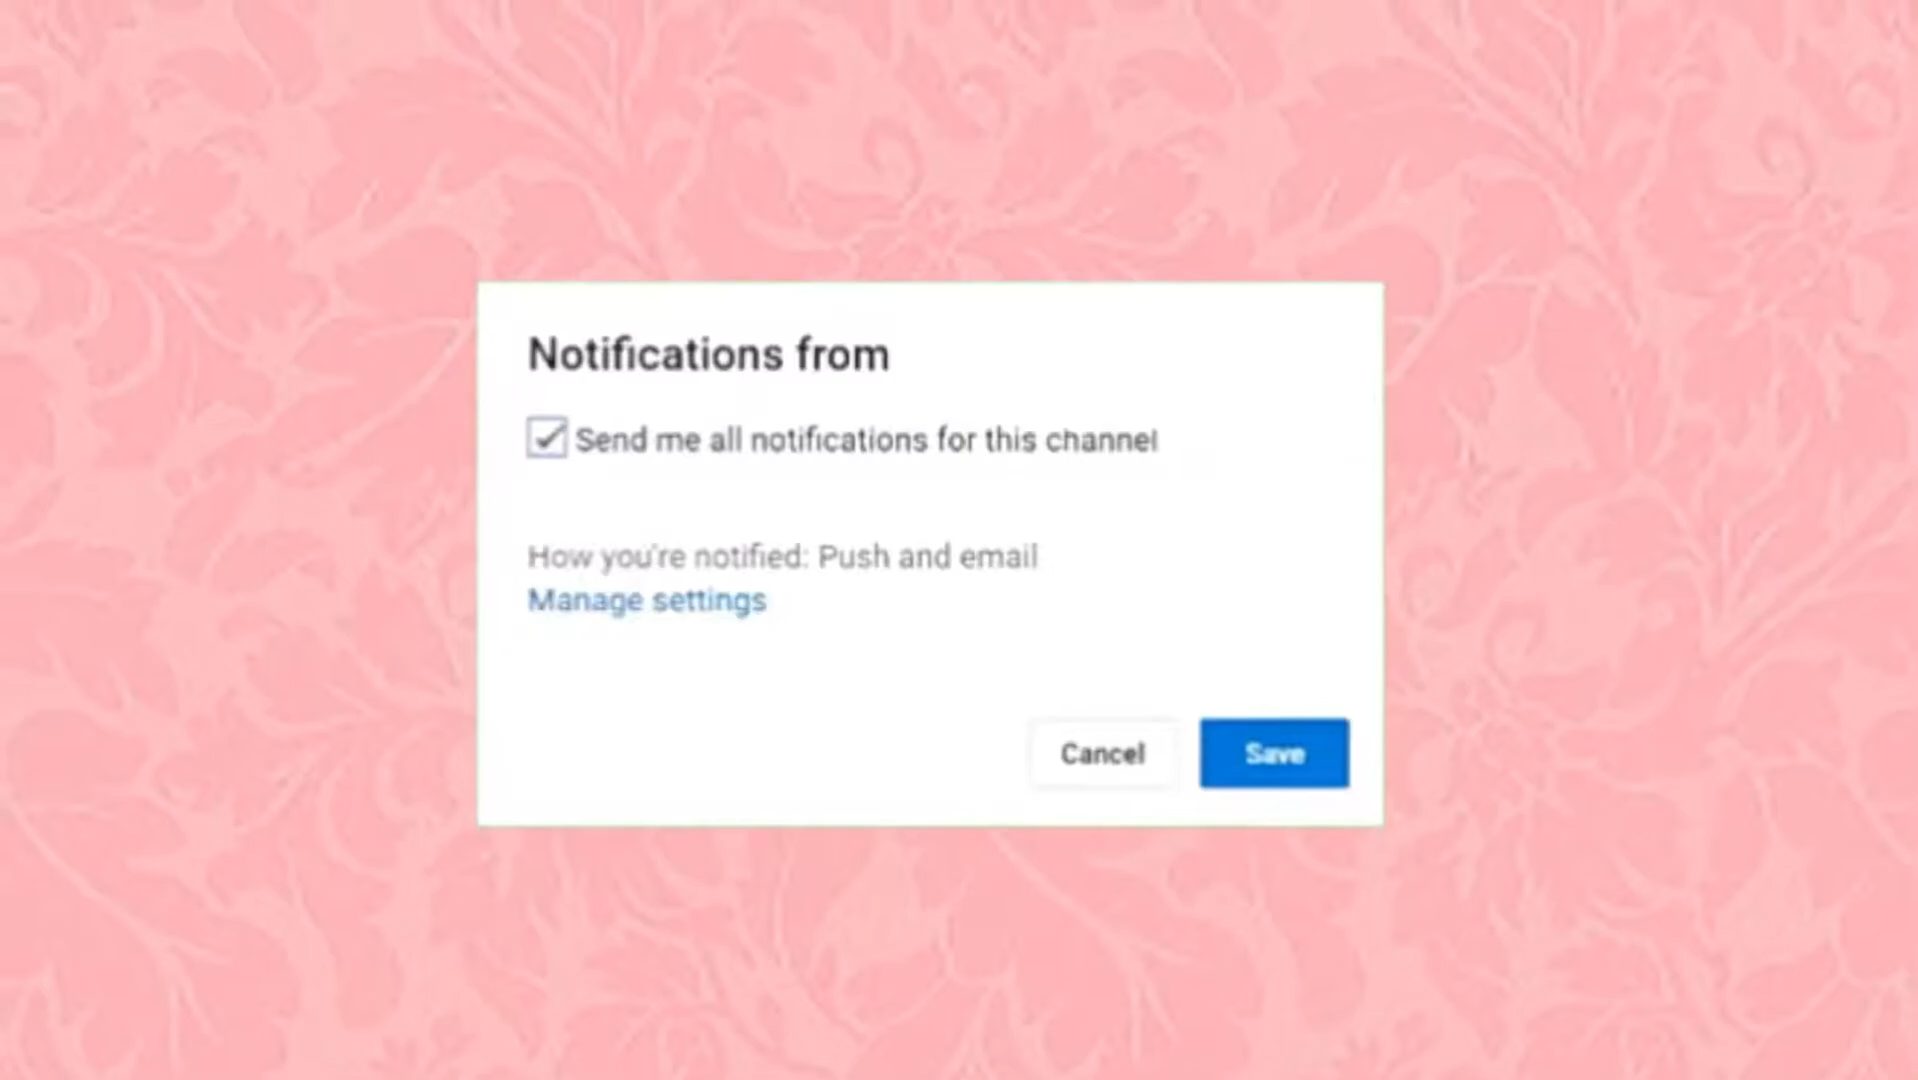 Notifications from
Send me all notifications for this channel
How you're notified: Push and email
Manage settings
Cancel
Save